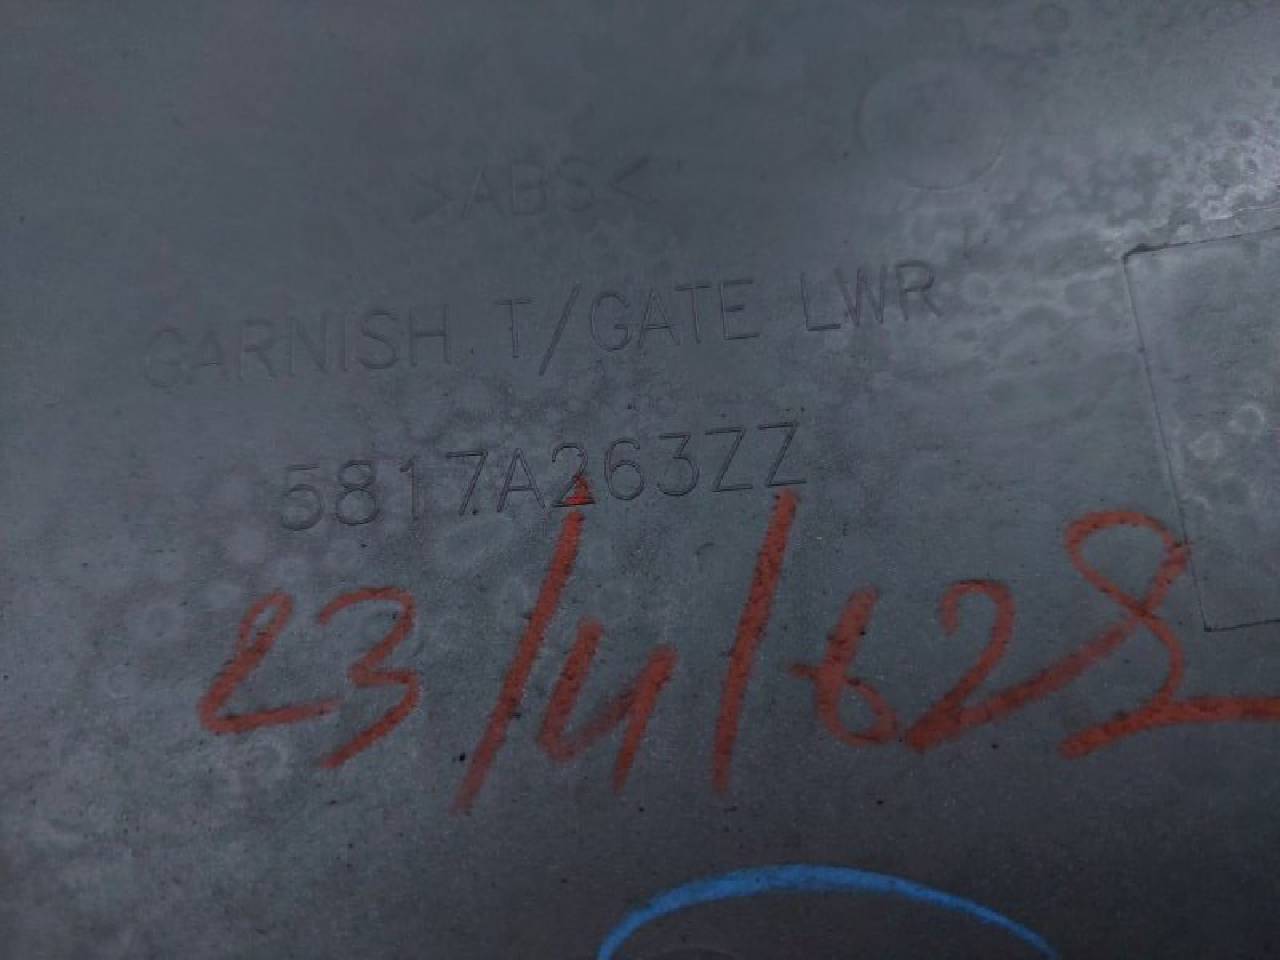 >ABS<
GARNISH T/GATE LWR
5817A263ZZ
23/4/628